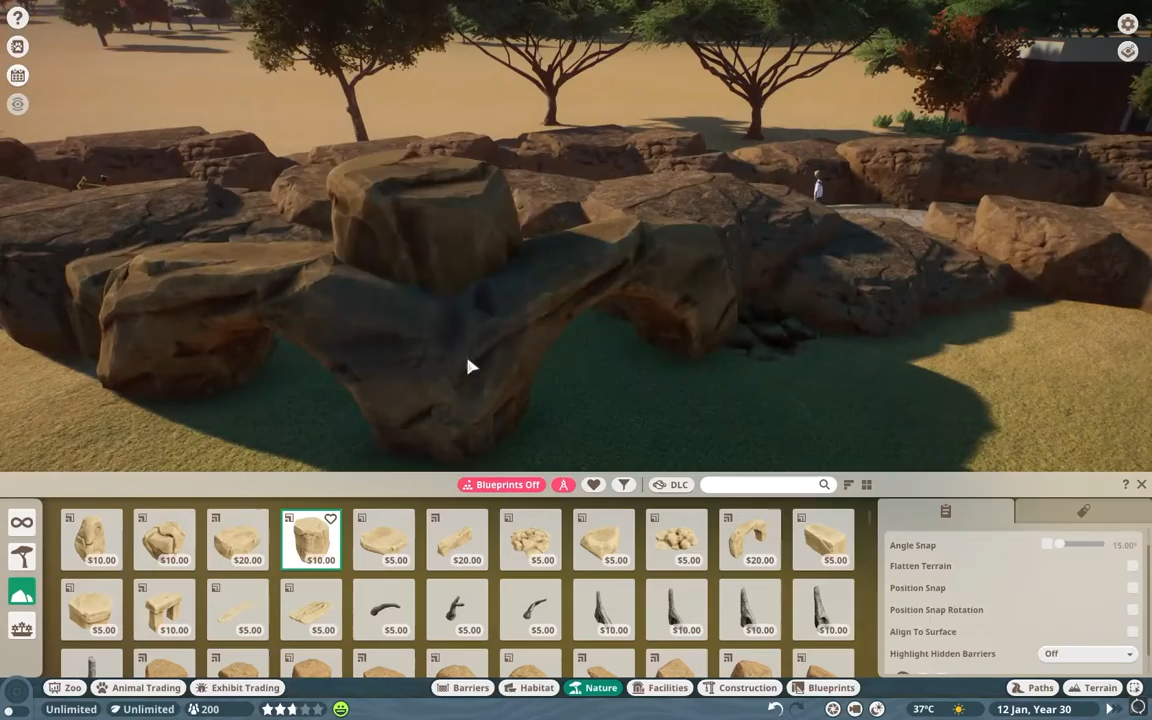 ?
Blueprints Off
DLC
?
$10.00
$10.00
$20.00
$10.00
$5.00
$20.00
$5.00
$5.00
$5.00
$20.00
$5.00
$5.00
$10.00
$5.00
$5.00
$5.00
$5.00
$5.00
$10.00
$10.00
$10.00
$10.00
Angle Snap 15.00°
Flatten Terrain
Position Snap
Position Snap Rotation
Align To Surface
Highlight Hidden Barriers Off
Zoo
Animal Trading
Exhibit Trading
Barriers
Habitat
Nature
Facilities
Construction
Blueprints
Paths
Terrain
Unlimited
Unlimited
200
37°C
12 Jan, Year 30